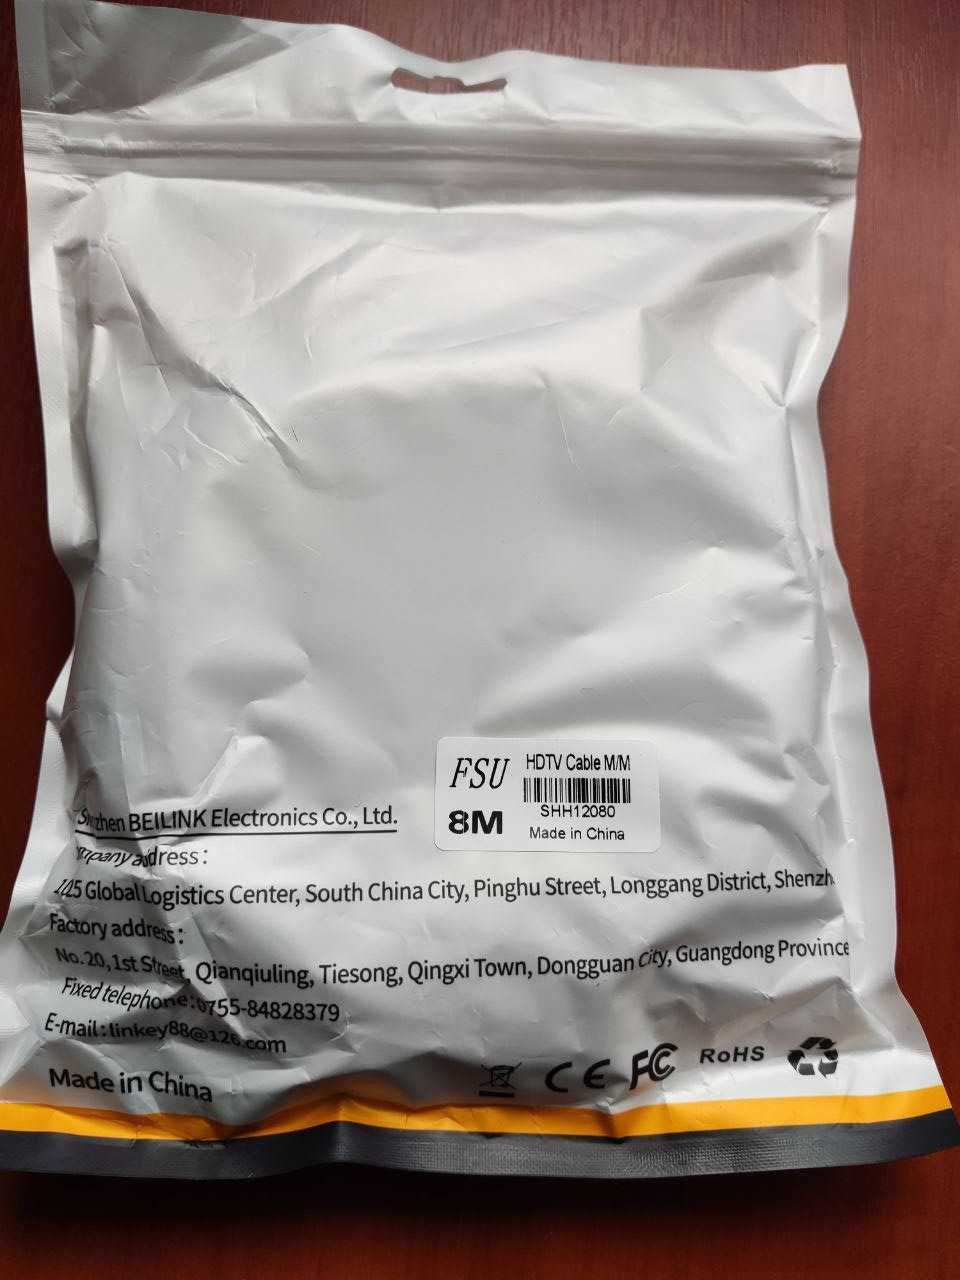 FSU
HDTV Cable M/M
SHH12080
8M
Made in China
BEILINK Electronics Co., Ltd.
address:
Global Logistics Center, South China City, Pinghu Street, Longgang District,
Factory address:
No.20,1st Street, Qianqiuling, Tiesong, Qingxi Town, Dongguan City, Guangdong Province
Fixed telephone:0755-84828379
E-mail:linkey88@126.com
Made in China
CE FC RoHS